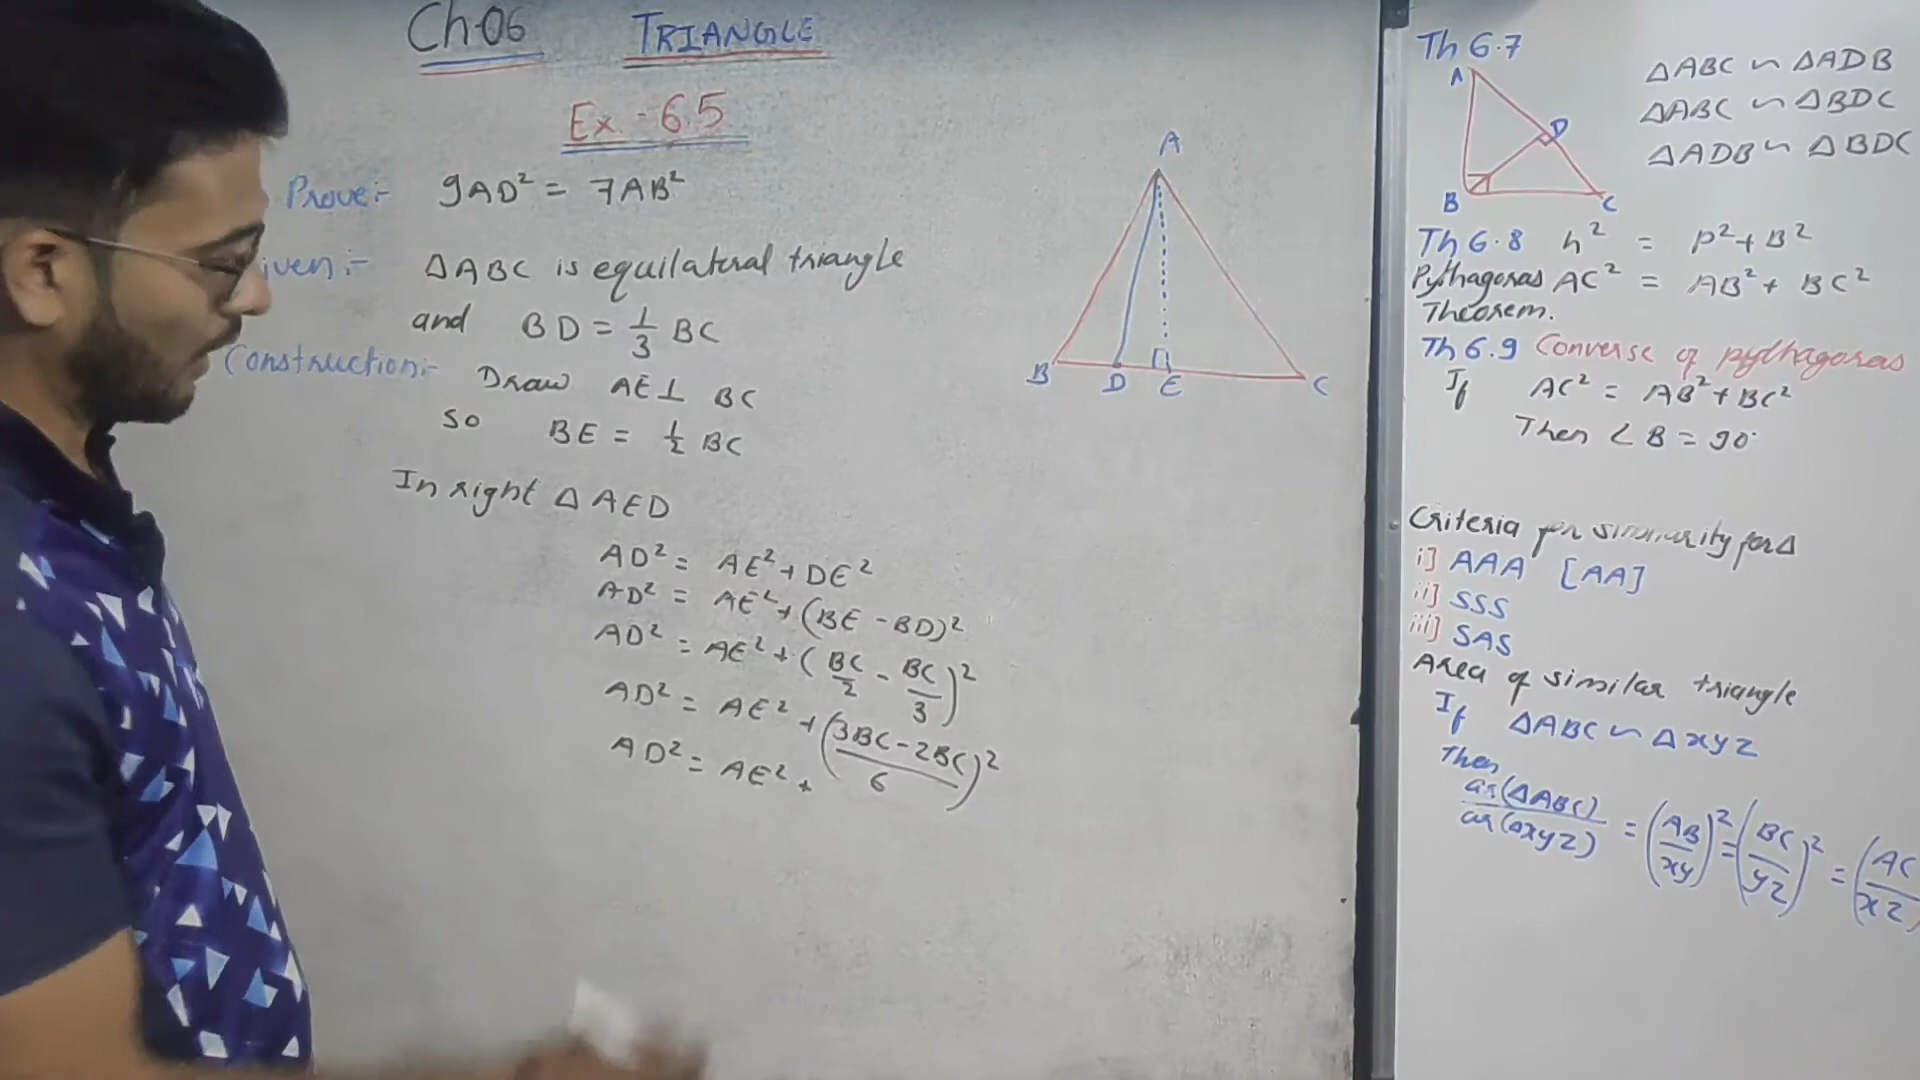 Ch-06 TRIANGLE
Ex.-6.5
Prove:- 9AD² = 7AB²
iven:- ΔABC is equilateral triangle
and BD = 1/3 BC
Construction:- Draw AE⊥ BC
So BE = 1/2 BC
In right Δ AED
AD² = AE² + DE²
AD² = AE² + (BE - BD)²
AD² = AE² + (BC/2 - BC/3)²
AD² = AE² + ((3BC - 2BC)/6)²
AD² = AE² +
A
B D E C
Th 6.7
A
D
B C
ΔABC ∽ ΔADB
ΔABC ∽ ΔBDC
ΔADB ∽ ΔBDC
Th 6.8 h² = p² + B²
Pythagoras AC² = AB² + BC²
Theorem.
Th 6.9 Converse of pythagoras
If AC² = AB² + BC²
Then ∠B = 90°
Criteria for simmurity for Δ
i] AAA [AA]
ii] SSS
iii] SAS
Area of similar triangle
If ΔABC ∽ Δxyz
Then
ar(ΔABC)/ar(Δxyz) = (AB/xy)² = (BC/yz)² = (AC/xz)